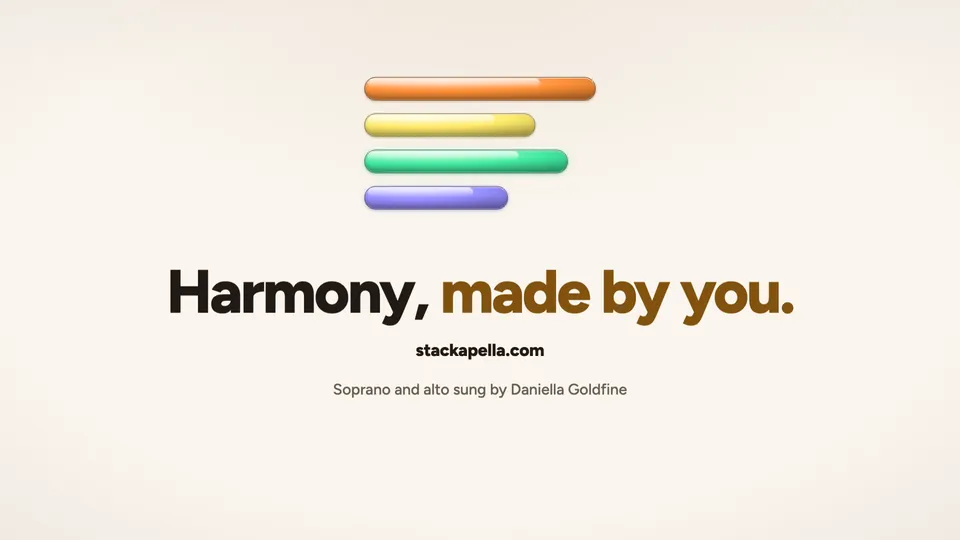 Harmony, made by you.
stackapella.com
Soprano and alto sung by Daniella Goldfine